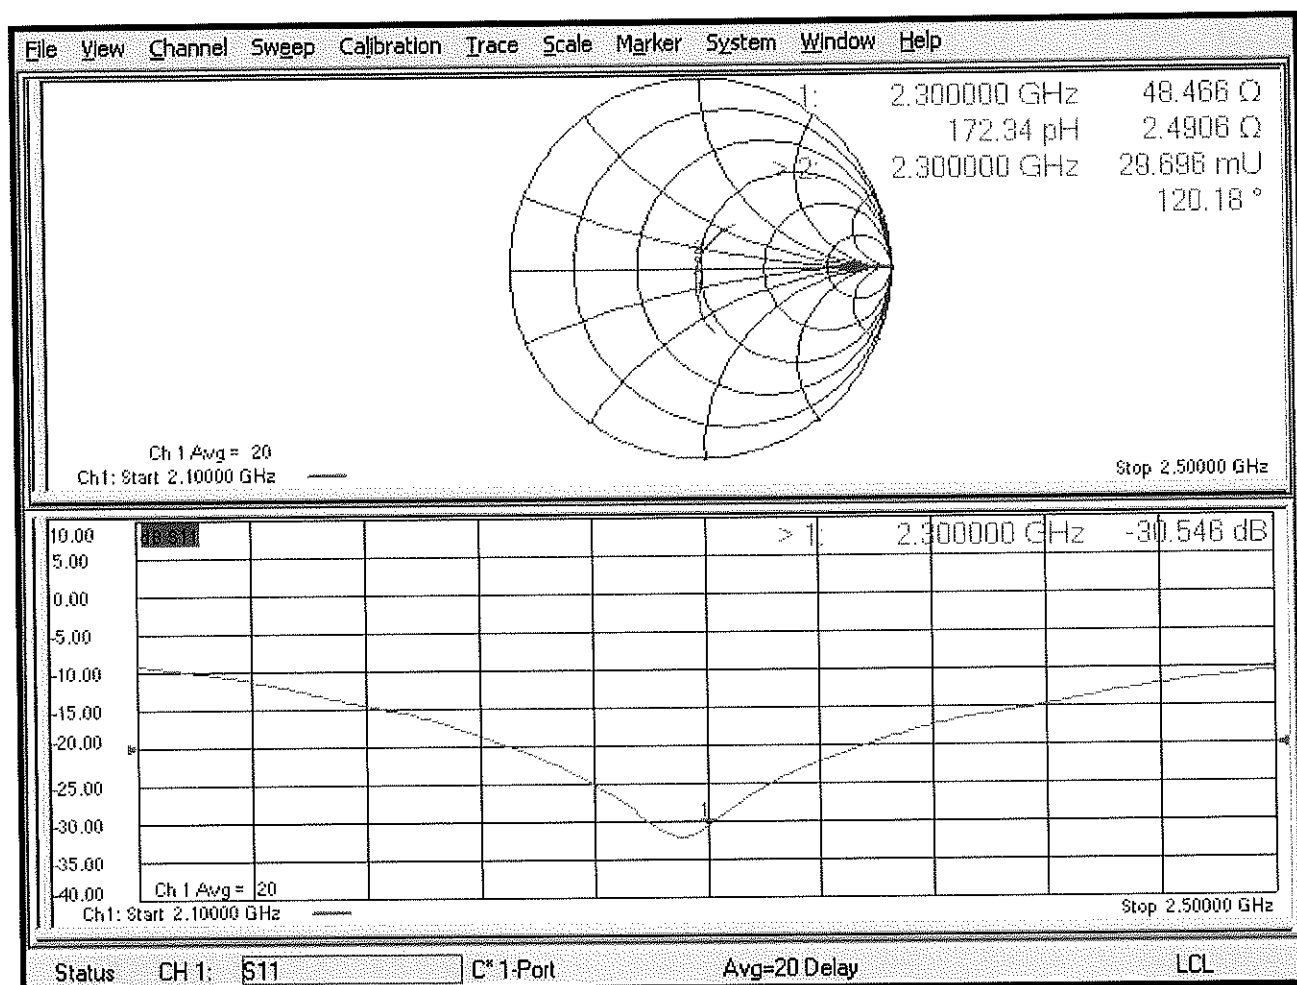 File View Channel Sweep Calibration Trace Scale Marker System Window Help
1: 2.300000 GHz 48.466 Ω
172.34 pH 2.4906 Ω
> 2: 2.300000 GHz 29.696 mU
120.18 °
Ch 1 Avg = 20
Ch1: Start 2.10000 GHz
Stop 2.50000 GHz
10.00
dB S11
> 1: 2.300000 GHz -30.546 dB
5.00
0.00
-5.00
-10.00
-15.00
-20.00
-25.00
1
-30.00
-35.00
-40.00
Ch 1 Avg = 20
Ch1: Start 2.10000 GHz
Stop 2.50000 GHz
Status CH 1: S11 C* 1-Port Avg=20 Delay LCL